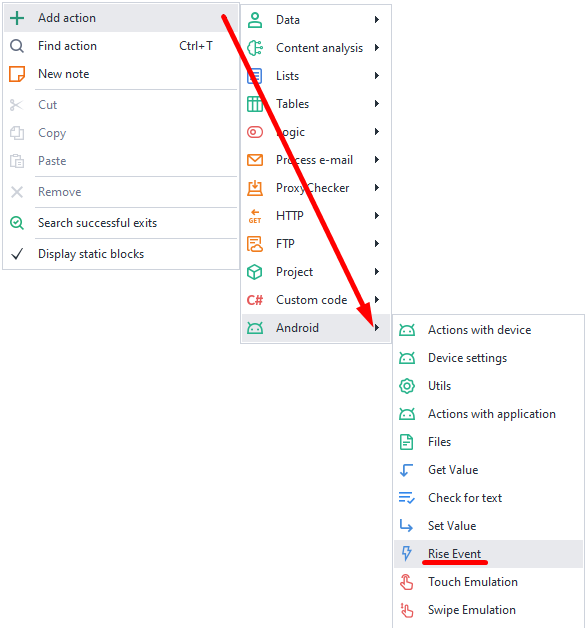 Add action
Find action Ctrl+T
New note
Cut
Copy
Paste
Remove
Search successful exits
Display static blocks
Data
Content analysis
Lists
Tables
Logic
Process e-mail
ProxyChecker
GET HTTP
FTP
Project
C# Custom code
Android
Actions with device
Device settings
Utils
Actions with application
Files
Get Value
Check for text
Set Value
Rise Event
Touch Emulation
Swipe Emulation